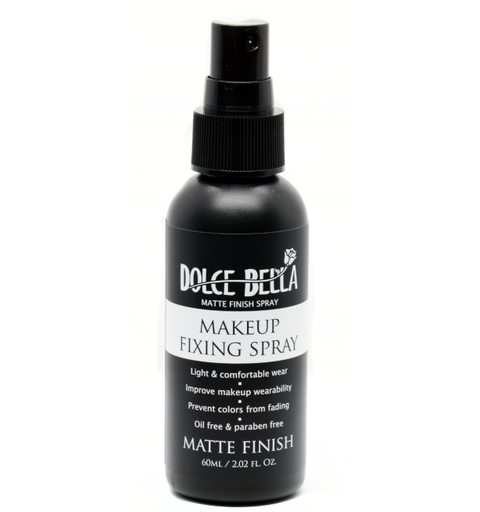 DOLCE BELLA
MATTE FINISH SPRAY
MAKEUP
FIXING SPRAY
Light & comfortable wear
Improve makeup wearability
Prevent colors from fading
Oil free & paraben free
MATTE FINISH
60ML / 2.02 FL. OZ.